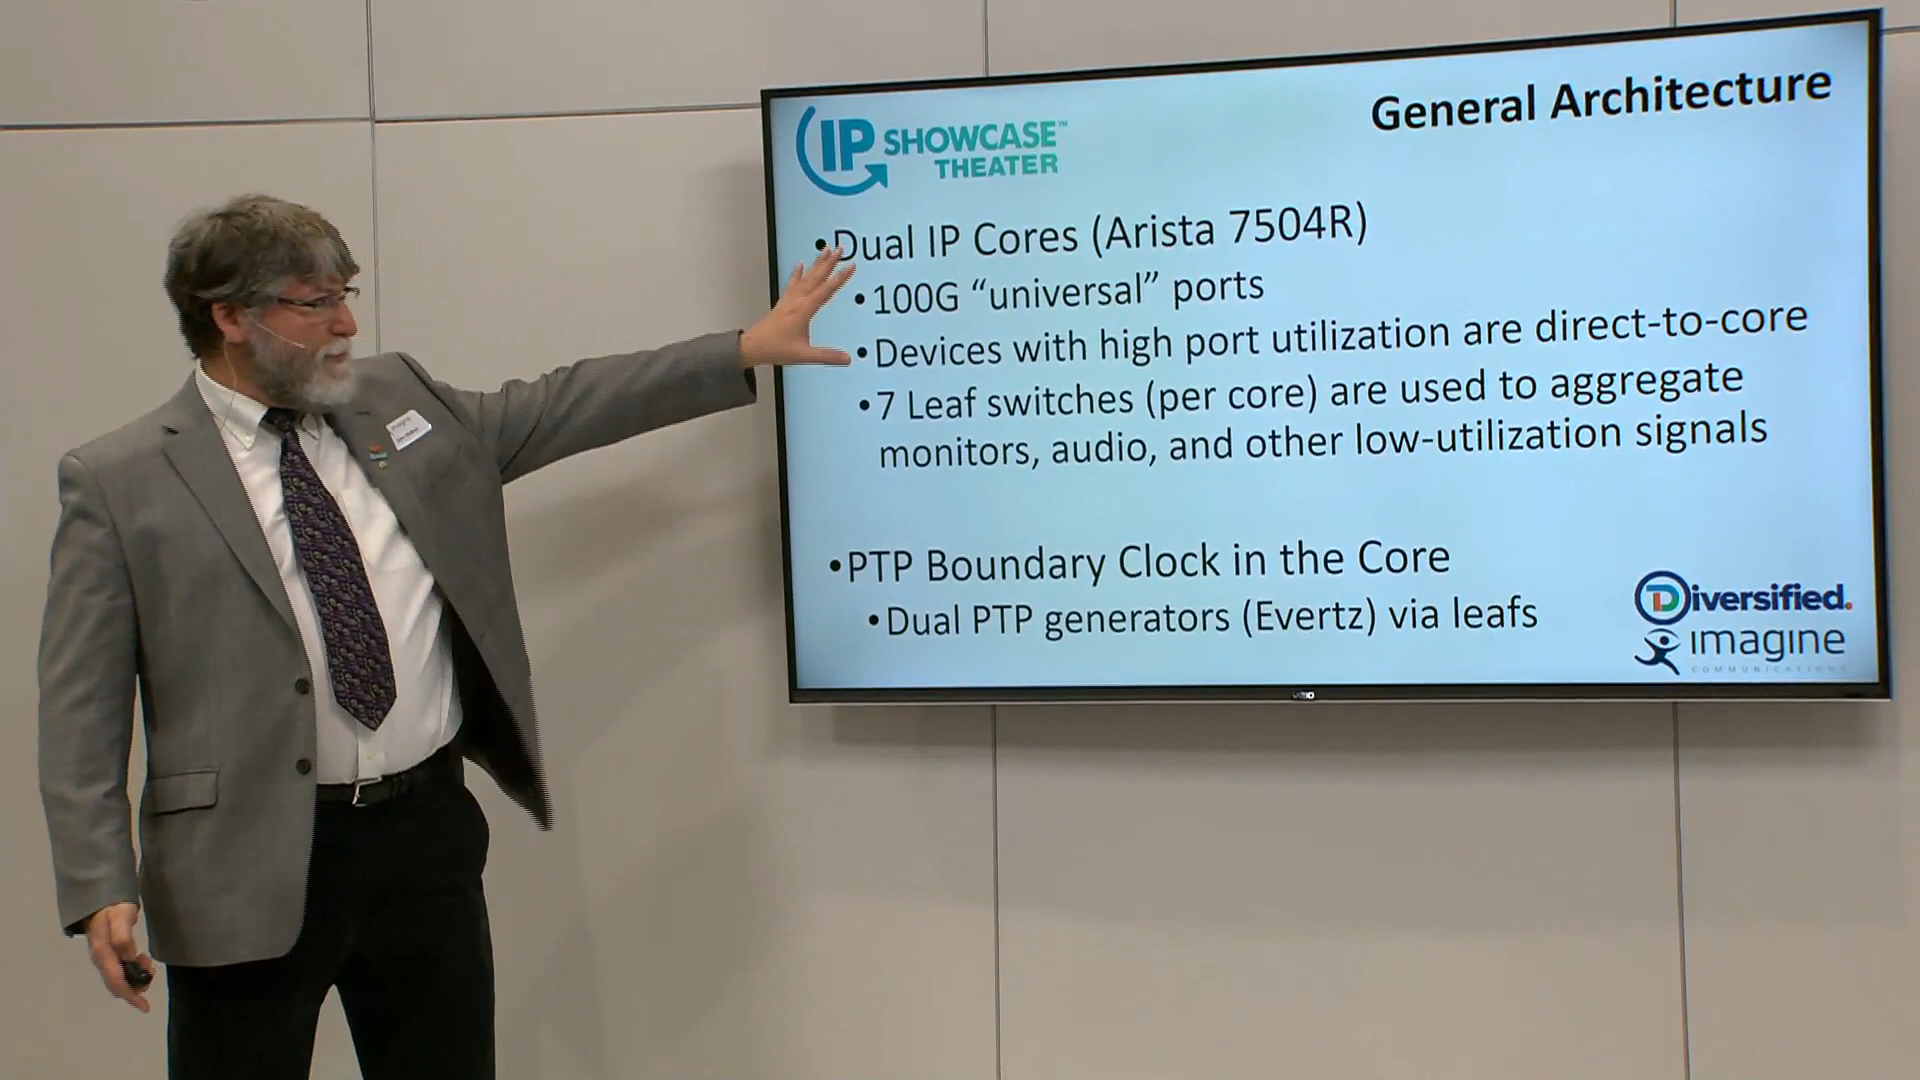 General Architecture
IP SHOWCASE™
THEATER
•Dual IP Cores (Arista 7504R)
•100G “universal” ports
•Devices with high port utilization are direct-to-core
•7 Leaf switches (per core) are used to aggregate
monitors, audio, and other low-utilization signals
•PTP Boundary Clock in the Core
•Dual PTP generators (Evertz) via leafs
Diversified.
imagine
COMMUNICATIONS
VIZIO